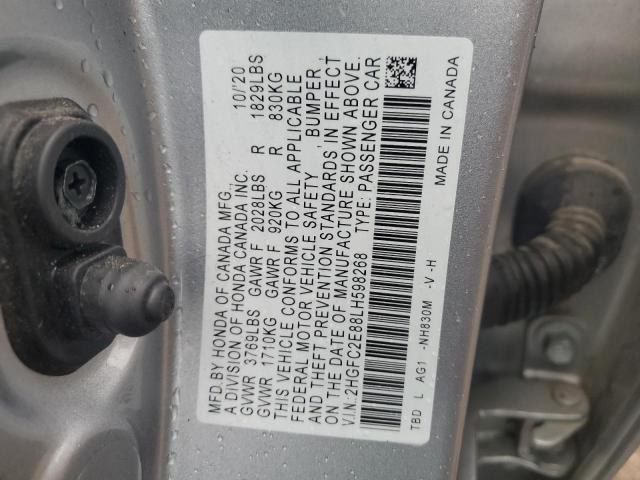 MFD. BY HONDA OF CANADA MFG., 10/'20
A DIVISION OF HONDA CANADA INC.
GVWR 3769LBS GAWR F 2028LBS R 1829LBS
GVWR 1710KG GAWR F 920KG R 830KG
THIS VEHICLE CONFORMS TO ALL APPLICABLE
FEDERAL MOTOR VEHICLE SAFETY , BUMPER ,
AND THEFT PREVENTION STANDARDS IN EFFECT
ON THE DATE OF MANUFACTURE SHOWN ABOVE.
V.I.N.:2HGFC2E88LH598268 TYPE: PASSENGER CAR
TBD L AG1 -NH830M -V -H
MADE IN CANADA